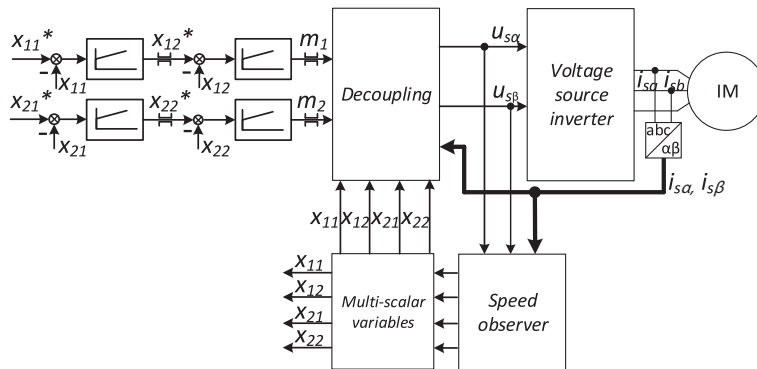 x11* x12* m1
x11 x12
x21* x22* m2
x21 x22
Decoupling
usα
usβ
Voltage
source
inverter
isa isb
IM
abc
αβ
isα, isβ
x11 x12 x21 x22
x11
x12
x21
x22
Multi-scalar
variables
Speed
observer